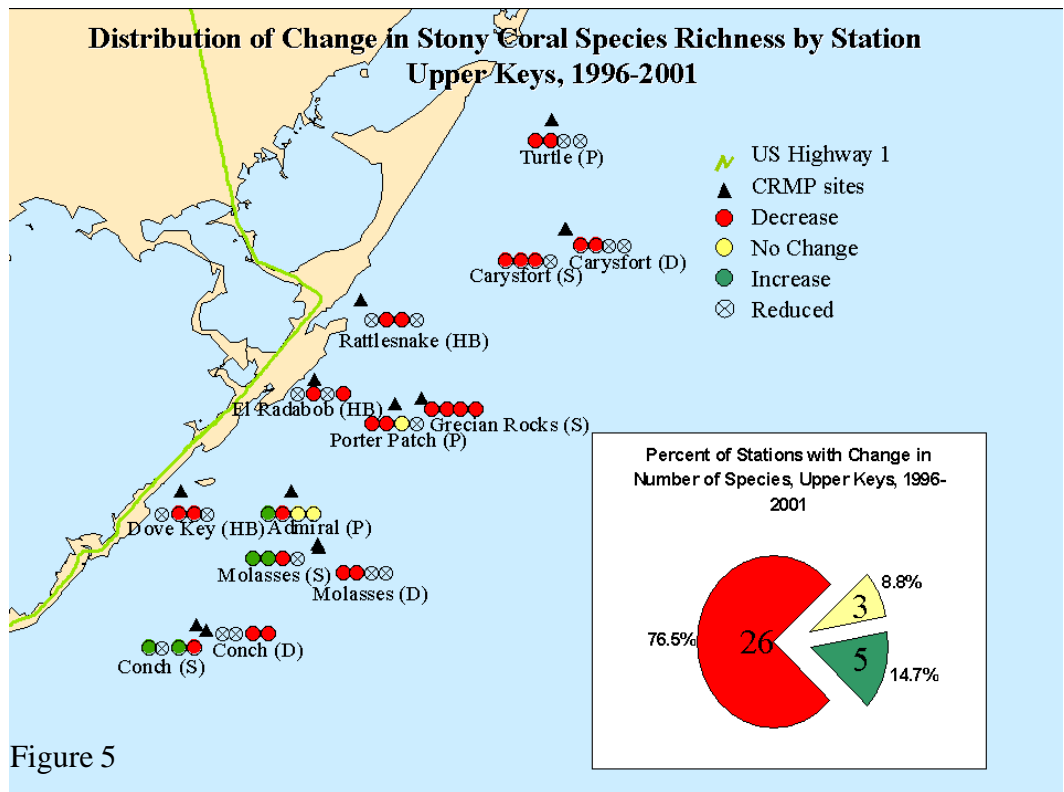 Distribution of Change in Stony Coral Species Richness by Station
Upper Keys, 1996-2001
Turtle (P)
US Highway 1
CRMP sites
Decrease
No Change
Increase
Reduced
Carysfort (D)
Carysfort (S)
Rattlesnake (HB)
El Radabob (HB)
Grecian Rocks (S)
Porter Patch (P)
Dove Key (HB)
Admiral (P)
Molasses (S)
Molasses (D)
Conch (D)
Conch (S)
Percent of Stations with Change in
Number of Species, Upper Keys, 1996-
2001
8.8%
3
76.5%
26
5
14.7%
Figure 5